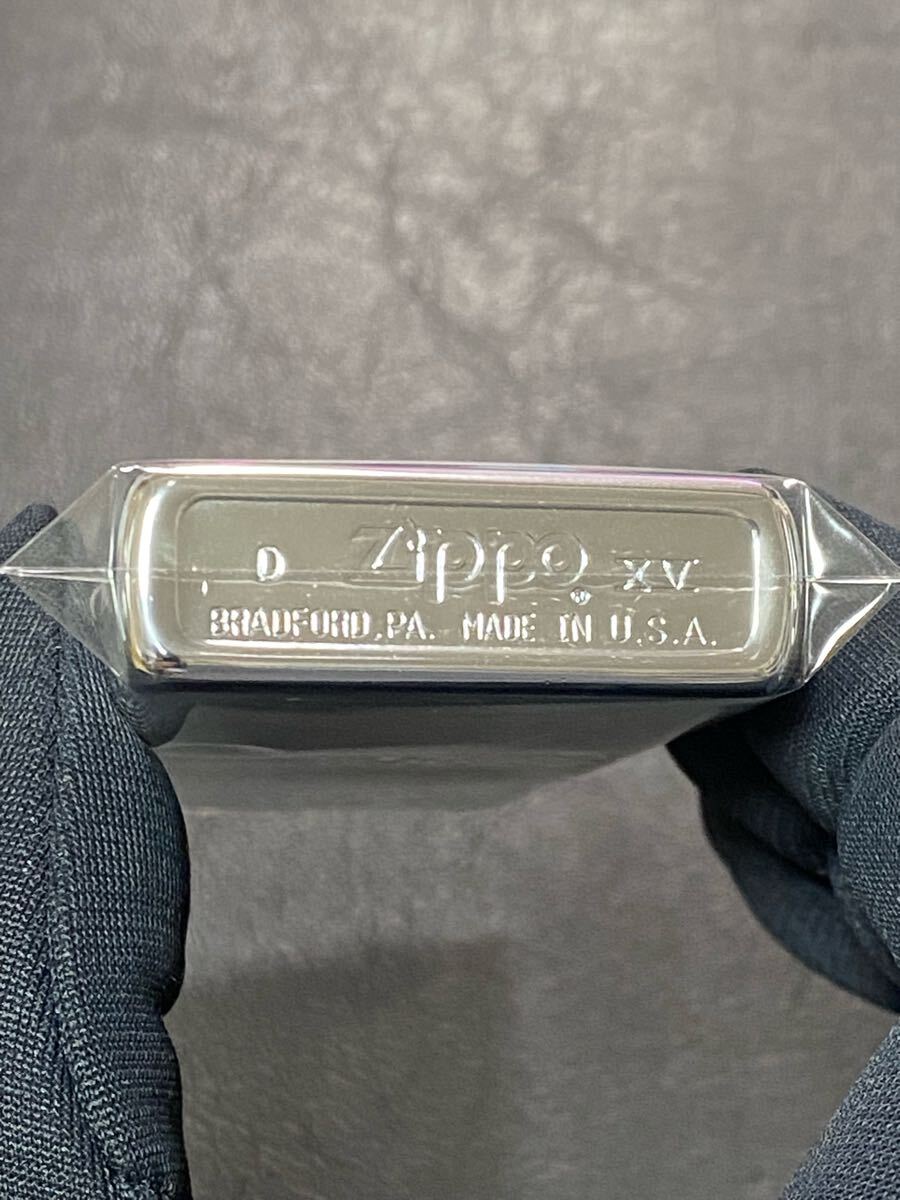 D Zippo® XV
BRADFORD, PA. MADE IN U.S.A.